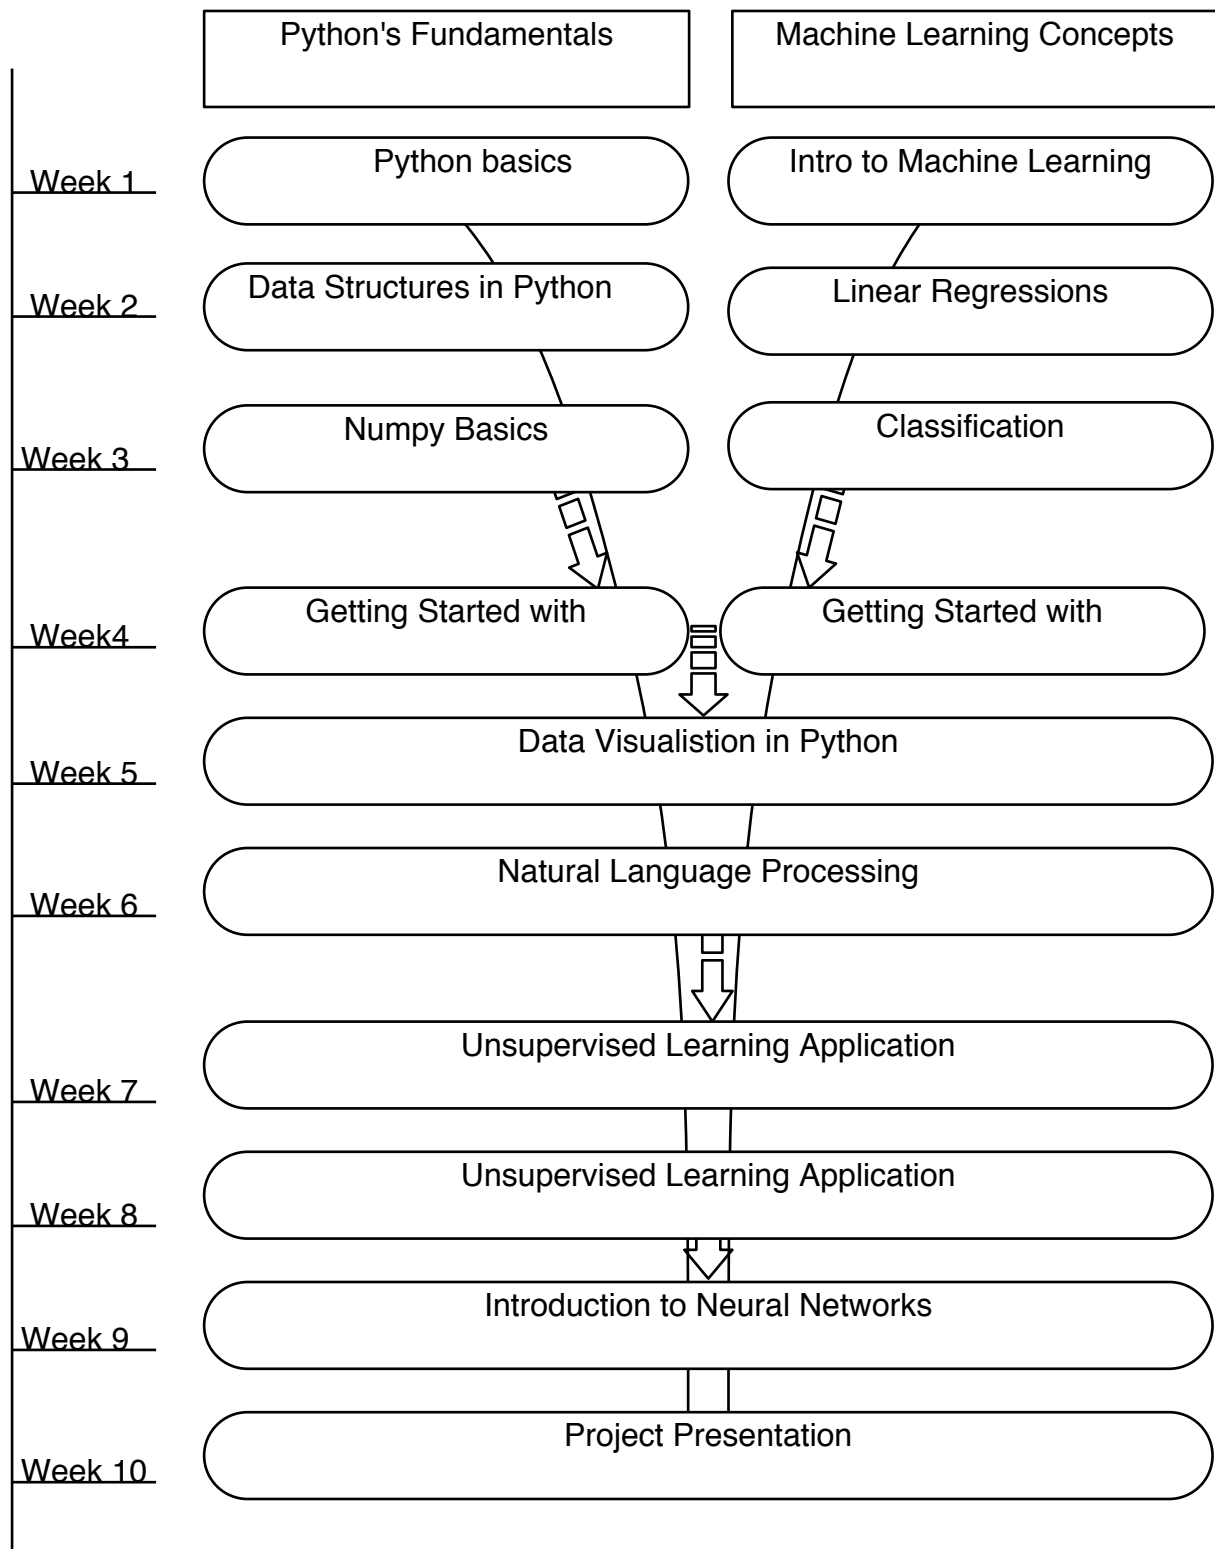 Python's Fundamentals
Machine Learning Concepts
Week 1
Python basics
Intro to Machine Learning
Week 2
Data Structures in Python
Linear Regressions
Week 3
Numpy Basics
Classification
Week4
Getting Started with
Getting Started with
Week 5
Data Visualistion in Python
Week 6
Natural Language Processing
Week 7
Unsupervised Learning Application
Week 8
Unsupervised Learning Application
Week 9
Introduction to Neural Networks
Week 10
Project Presentation